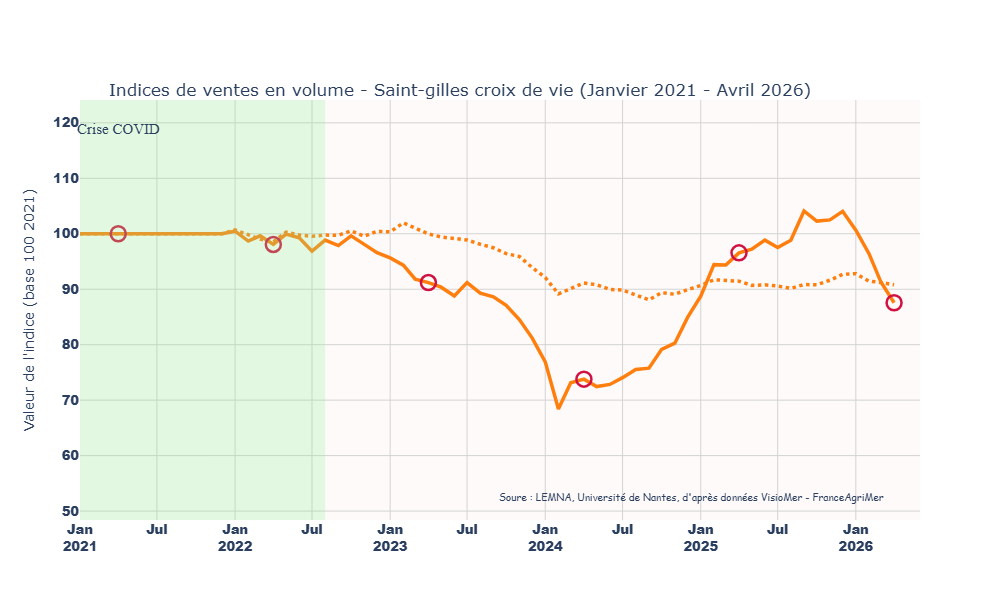 Indices de ventes en volume - Saint-gilles croix de vie (Janvier 2021 - Avril 2026)
Valeur de l'indice (base 100 2021)
120
Crise COVID
110
100
90
80
70
60
50
Soure : LEMNA, Université de Nantes, d'après données VisioMer - FranceAgriMer
Jan Jul Jan Jul Jan Jul Jan Jul Jan Jul Jan
2021 2022 2023 2024 2025 2026